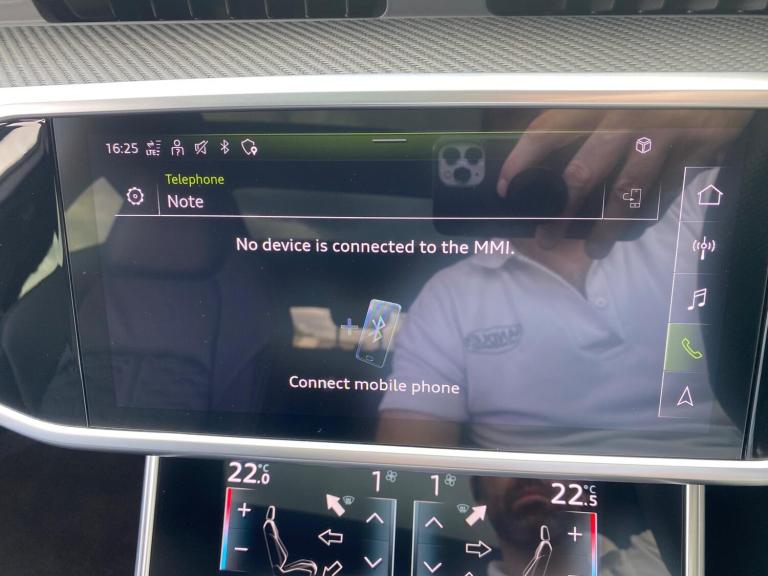 16:25 LTE
Telephone
Note
No device is connected to the MMI.
Connect mobile phone
22.0°C 1 1 22.5°C
+ +
−